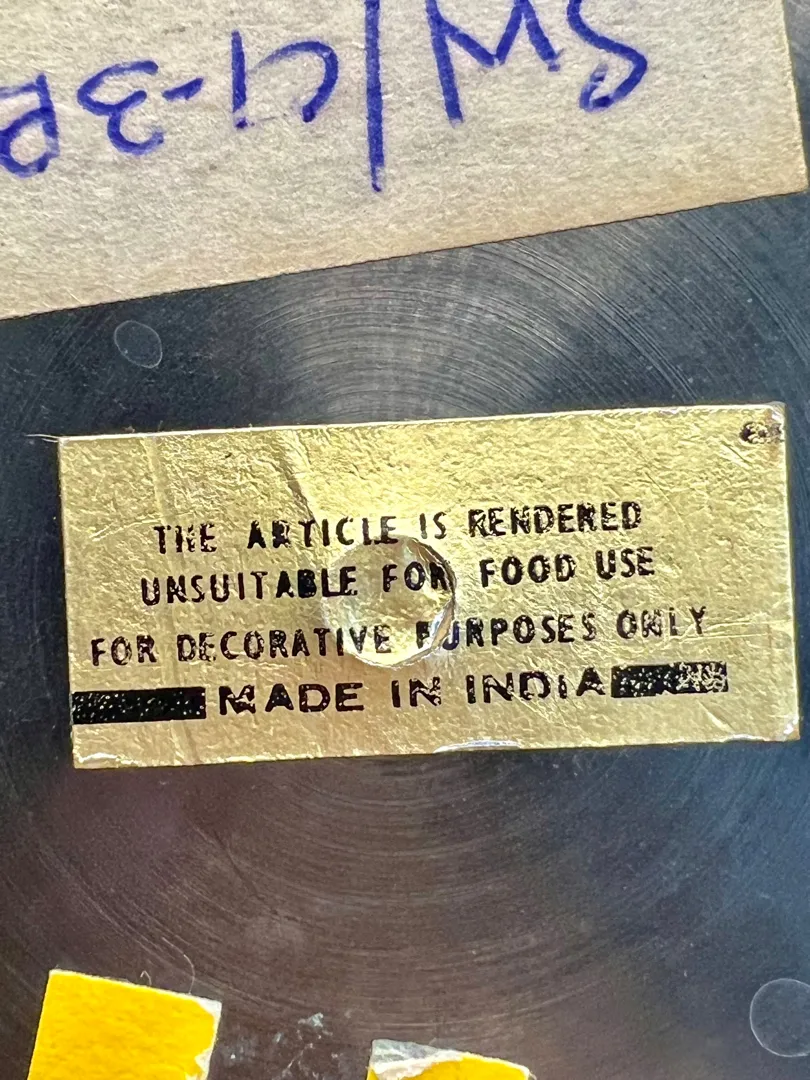 THE ARTICLE IS RENDERED
UNSUITABLE FOR FOOD USE
FOR DECORATIVE PURPOSES ONLY
MADE IN INDIA